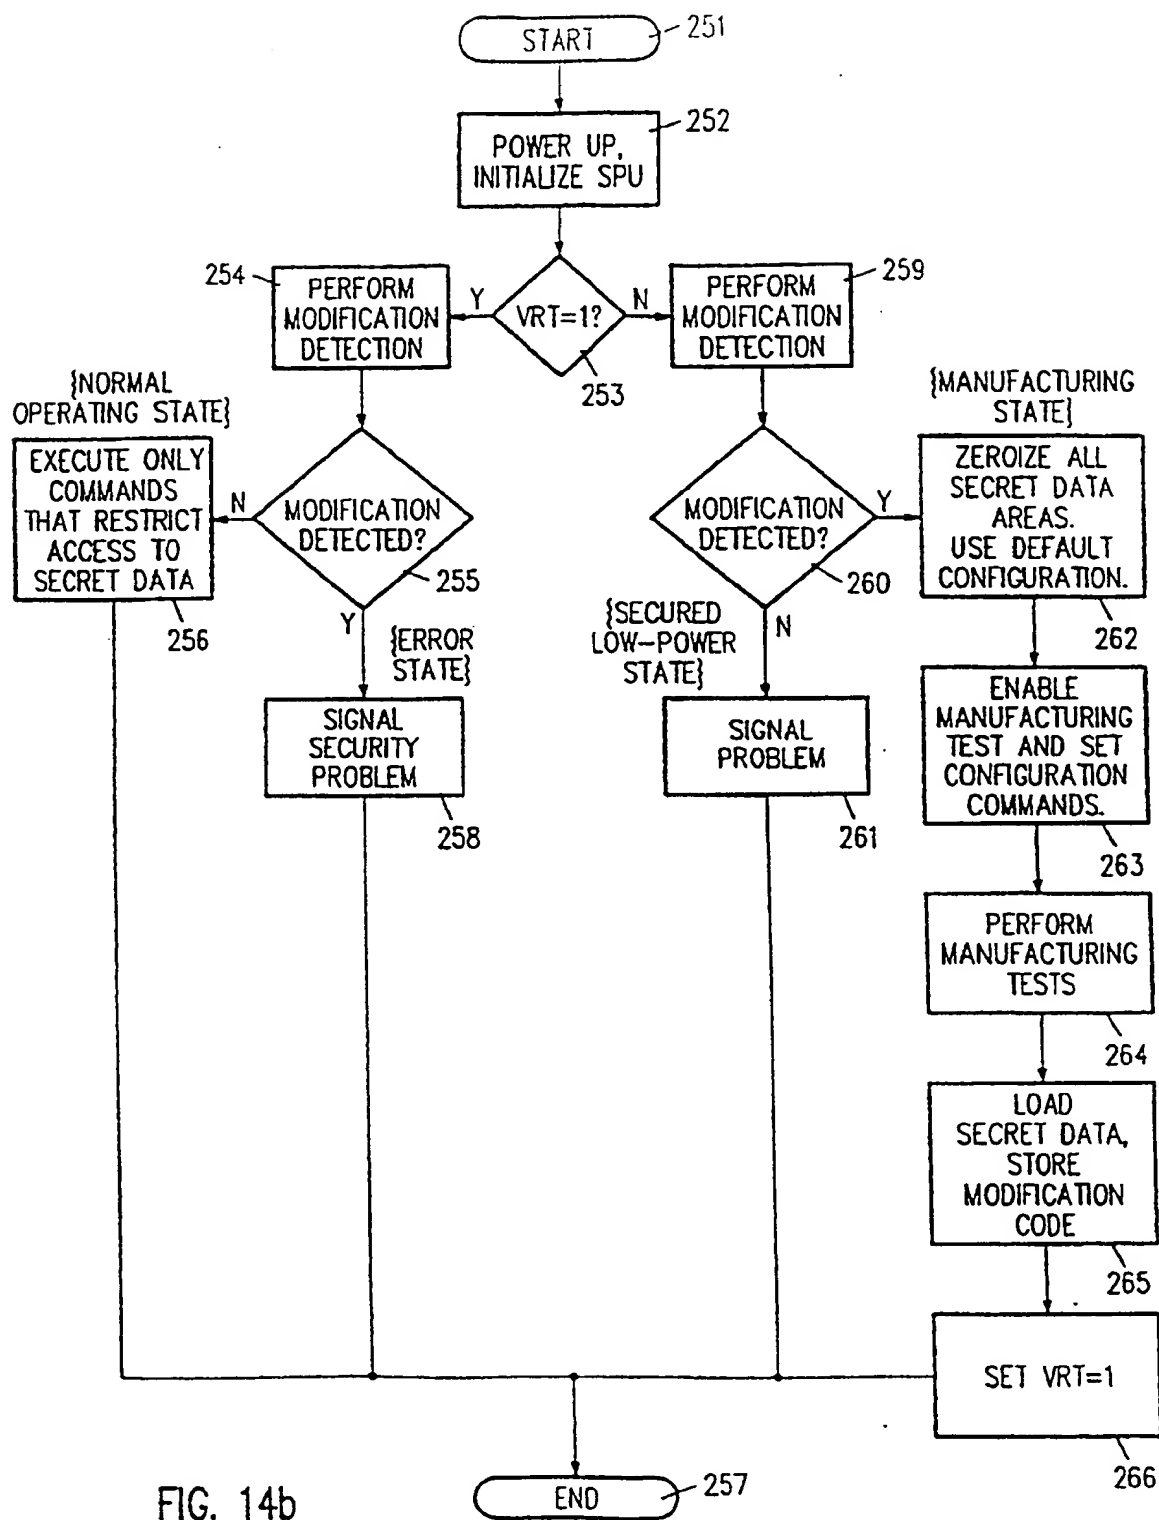 START
251
252
POWER UP,
INITIALIZE SPU
254
PERFORM
MODIFICATION
DETECTION
Y
VRT=1?
N
253
259
PERFORM
MODIFICATION
DETECTION
{NORMAL
OPERATING STATE}
EXECUTE ONLY
COMMANDS
THAT RESTRICT
ACCESS TO
SECRET DATA
256
N
MODIFICATION
DETECTED?
255
Y
{ERROR
STATE}
SIGNAL
SECURITY
PROBLEM
258
MODIFICATION
DETECTED?
260
Y
N
{SECURED
LOW-POWER
STATE}
SIGNAL
PROBLEM
261
{MANUFACTURING
STATE}
ZEROIZE ALL
SECRET DATA
AREAS.
USE DEFAULT
CONFIGURATION.
262
ENABLE
MANUFACTURING
TEST AND SET
CONFIGURATION
COMMANDS.
263
PERFORM
MANUFACTURING
TESTS
264
LOAD
SECRET DATA,
STORE
MODIFICATION
CODE
265
SET VRT=1
266
END
257
FIG. 14b